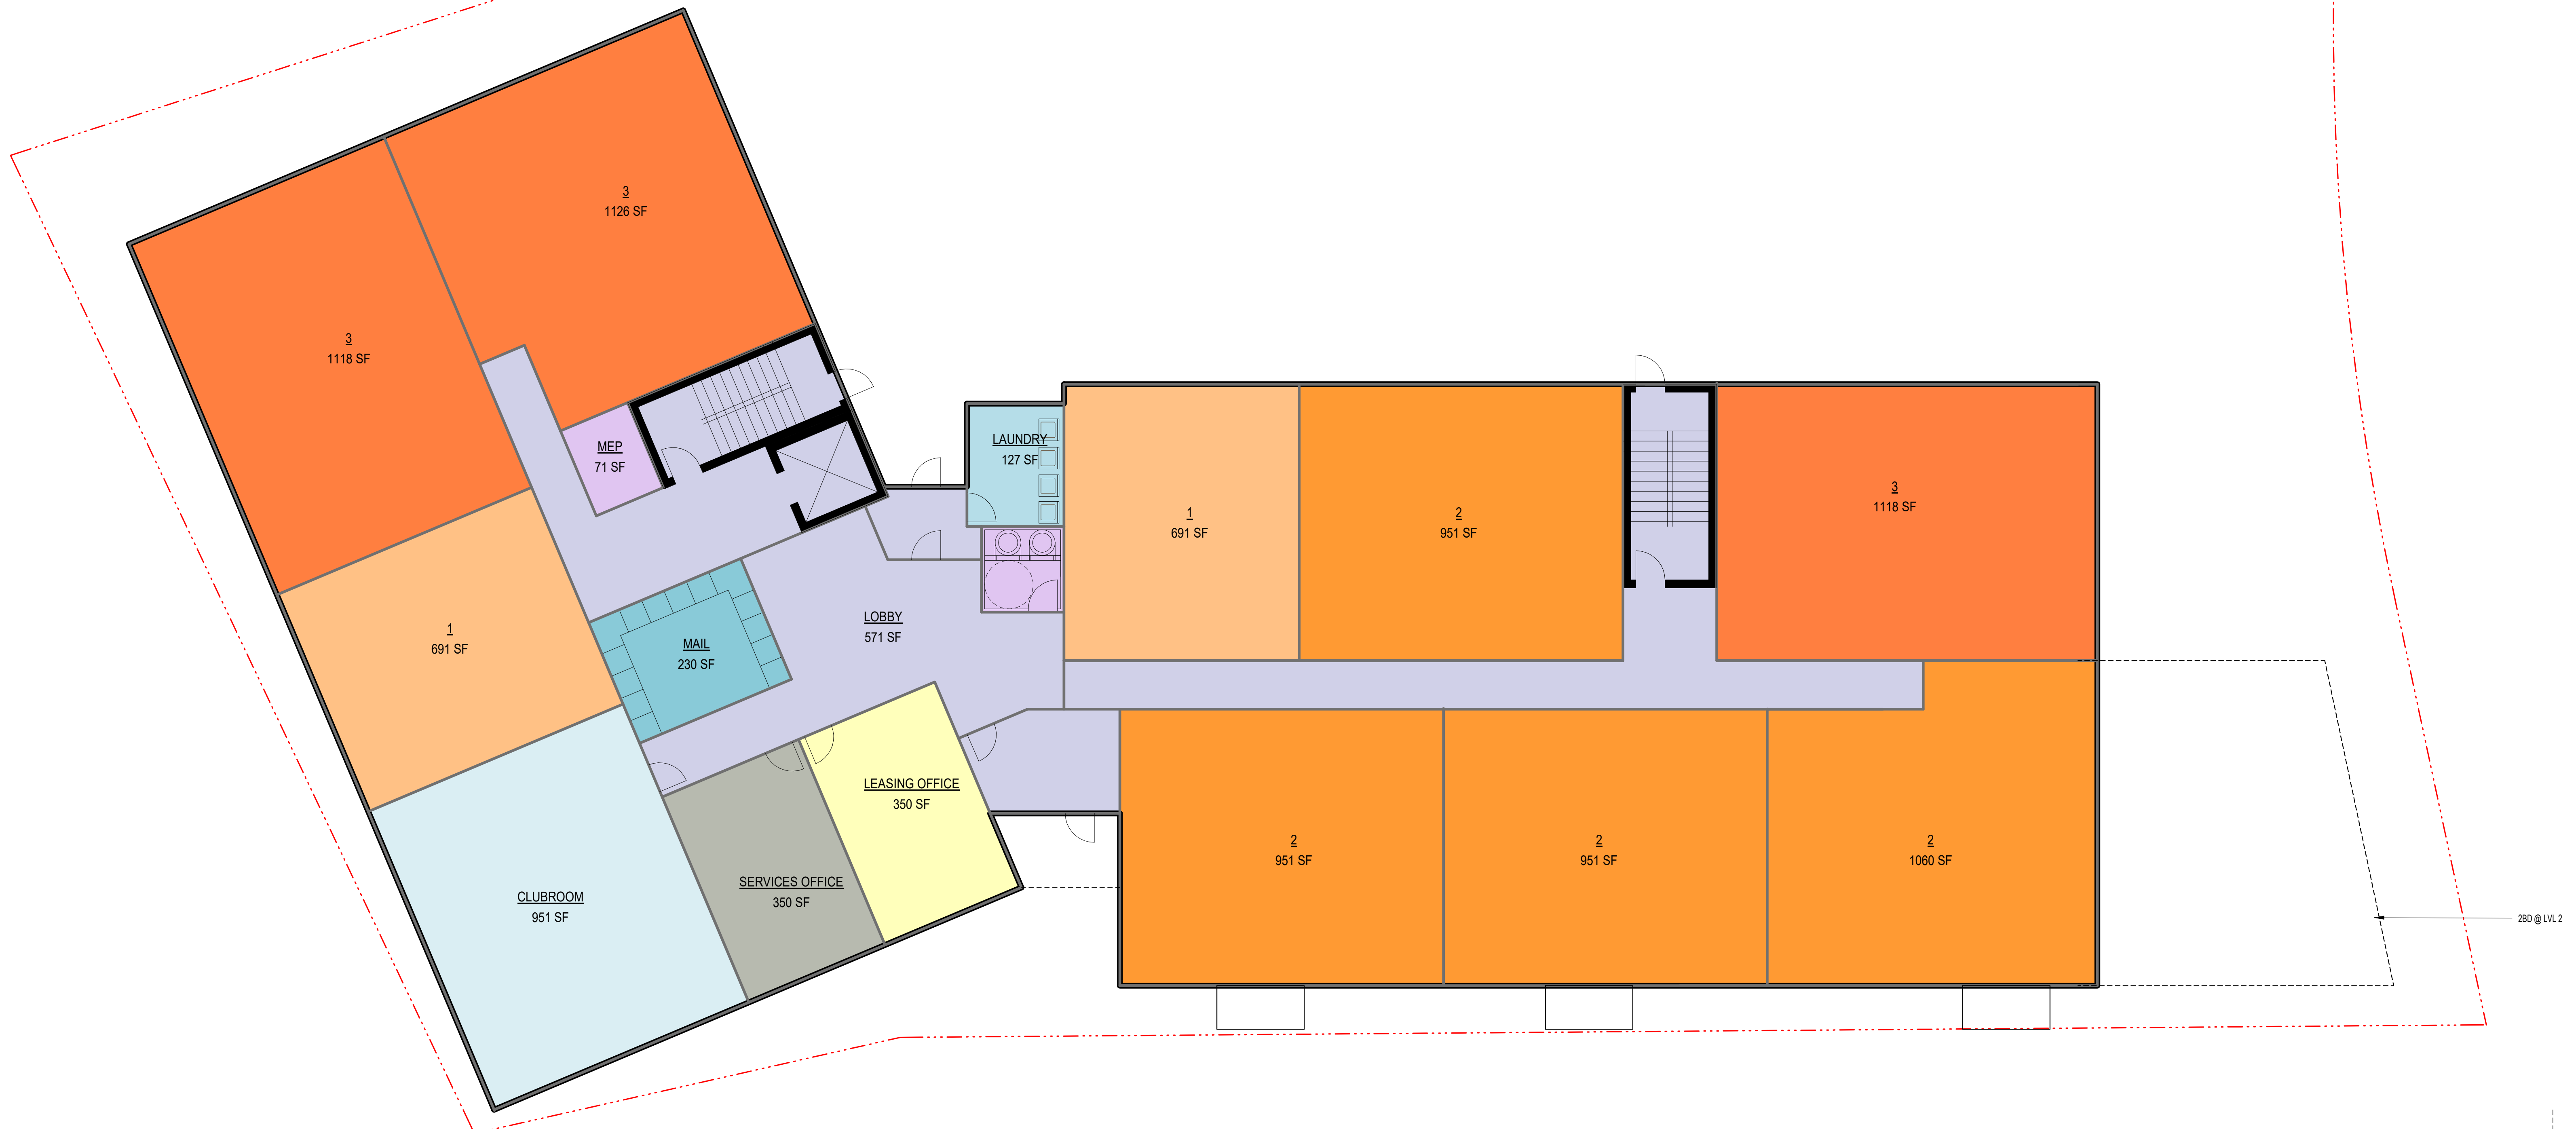 3
1126 SF
3
1118 SF
MEP
71 SF
LAUNDRY
127 SF
1
691 SF
2
951 SF
3
1118 SF
1
691 SF
MAIL
230 SF
LOBBY
571 SF
LEASING OFFICE
350 SF
SERVICES OFFICE
350 SF
CLUBROOM
951 SF
2
951 SF
2
951 SF
2
1060 SF
2BD @ LVL 2